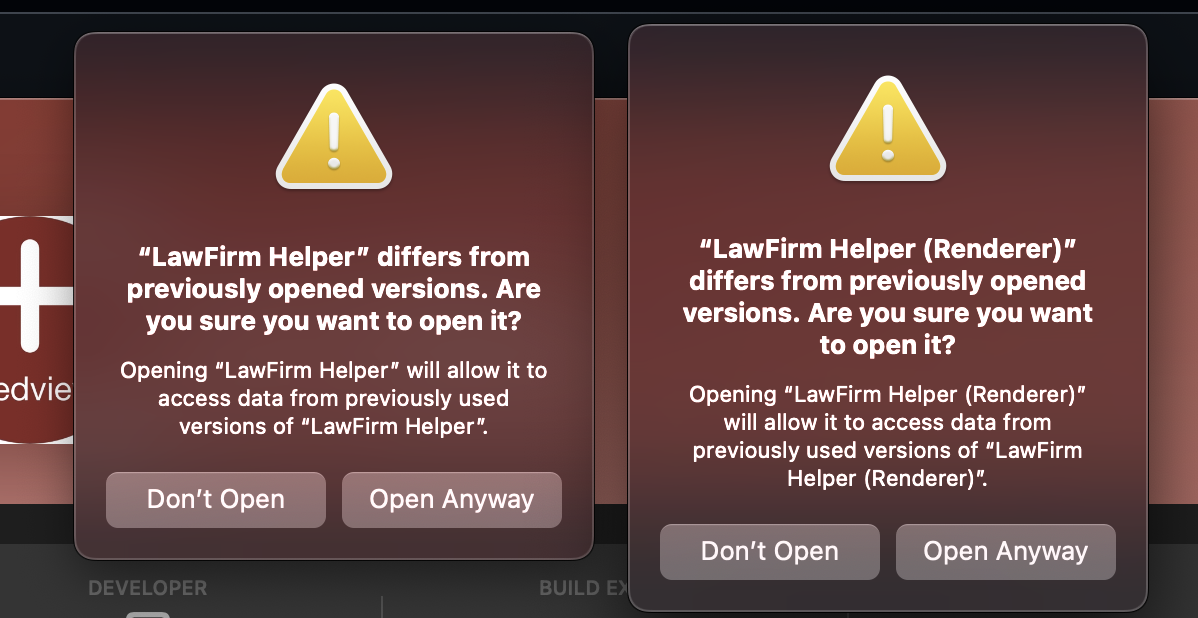 “LawFirm Helper” differs from
previously opened versions. Are
you sure you want to open it?
Opening “LawFirm Helper” will allow it to
access data from previously used
versions of “LawFirm Helper”.
Don’t Open
Open Anyway
“LawFirm Helper (Renderer)”
differs from previously opened
versions. Are you sure you want
to open it?
Opening “LawFirm Helper (Renderer)”
will allow it to access data from
previously used versions of “LawFirm
Helper (Renderer)”.
Don’t Open
Open Anyway
edvie
DEVELOPER
BUILD EX